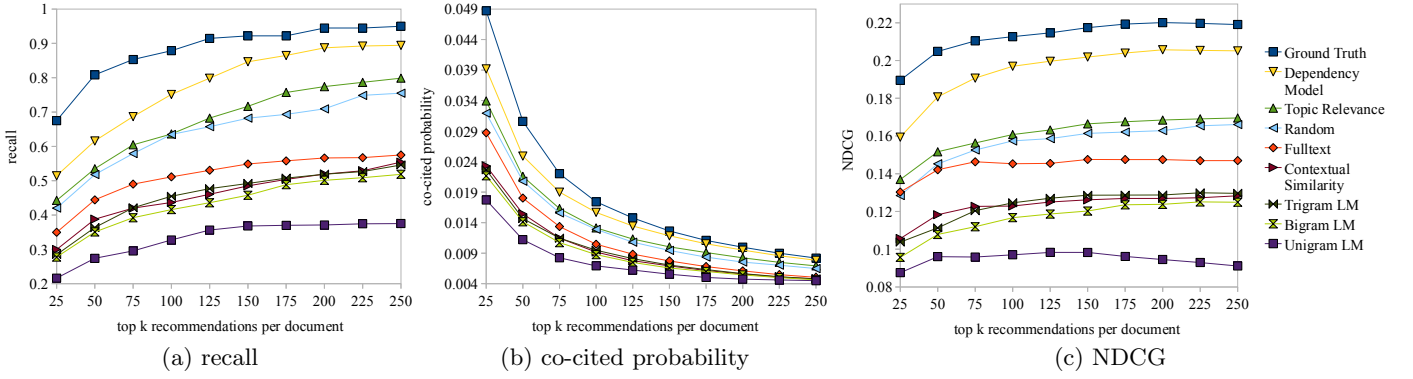 1
0.9
0.8
0.7
0.6
0.5
0.4
0.3
0.2
recall
25 50 75 100 125 150 175 200 225 250
top k recommendations per document
(a) recall
0.049
0.044
0.039
0.034
0.029
0.024
0.019
0.014
0.009
0.004
co-cited probability
25 50 75 100 125 150 175 200 225 250
top k recommendations per document
(b) co-cited probability
0.22
0.2
0.18
0.16
0.14
0.12
0.1
0.08
NDCG
25 50 75 100 125 150 175 200 225 250
top k recommendations per document
(c) NDCG
Ground Truth
Dependency
Model
Topic Relevance
Random
Fulltext
Contextual
Similarity
Trigram LM
Bigram LM
Unigram LM